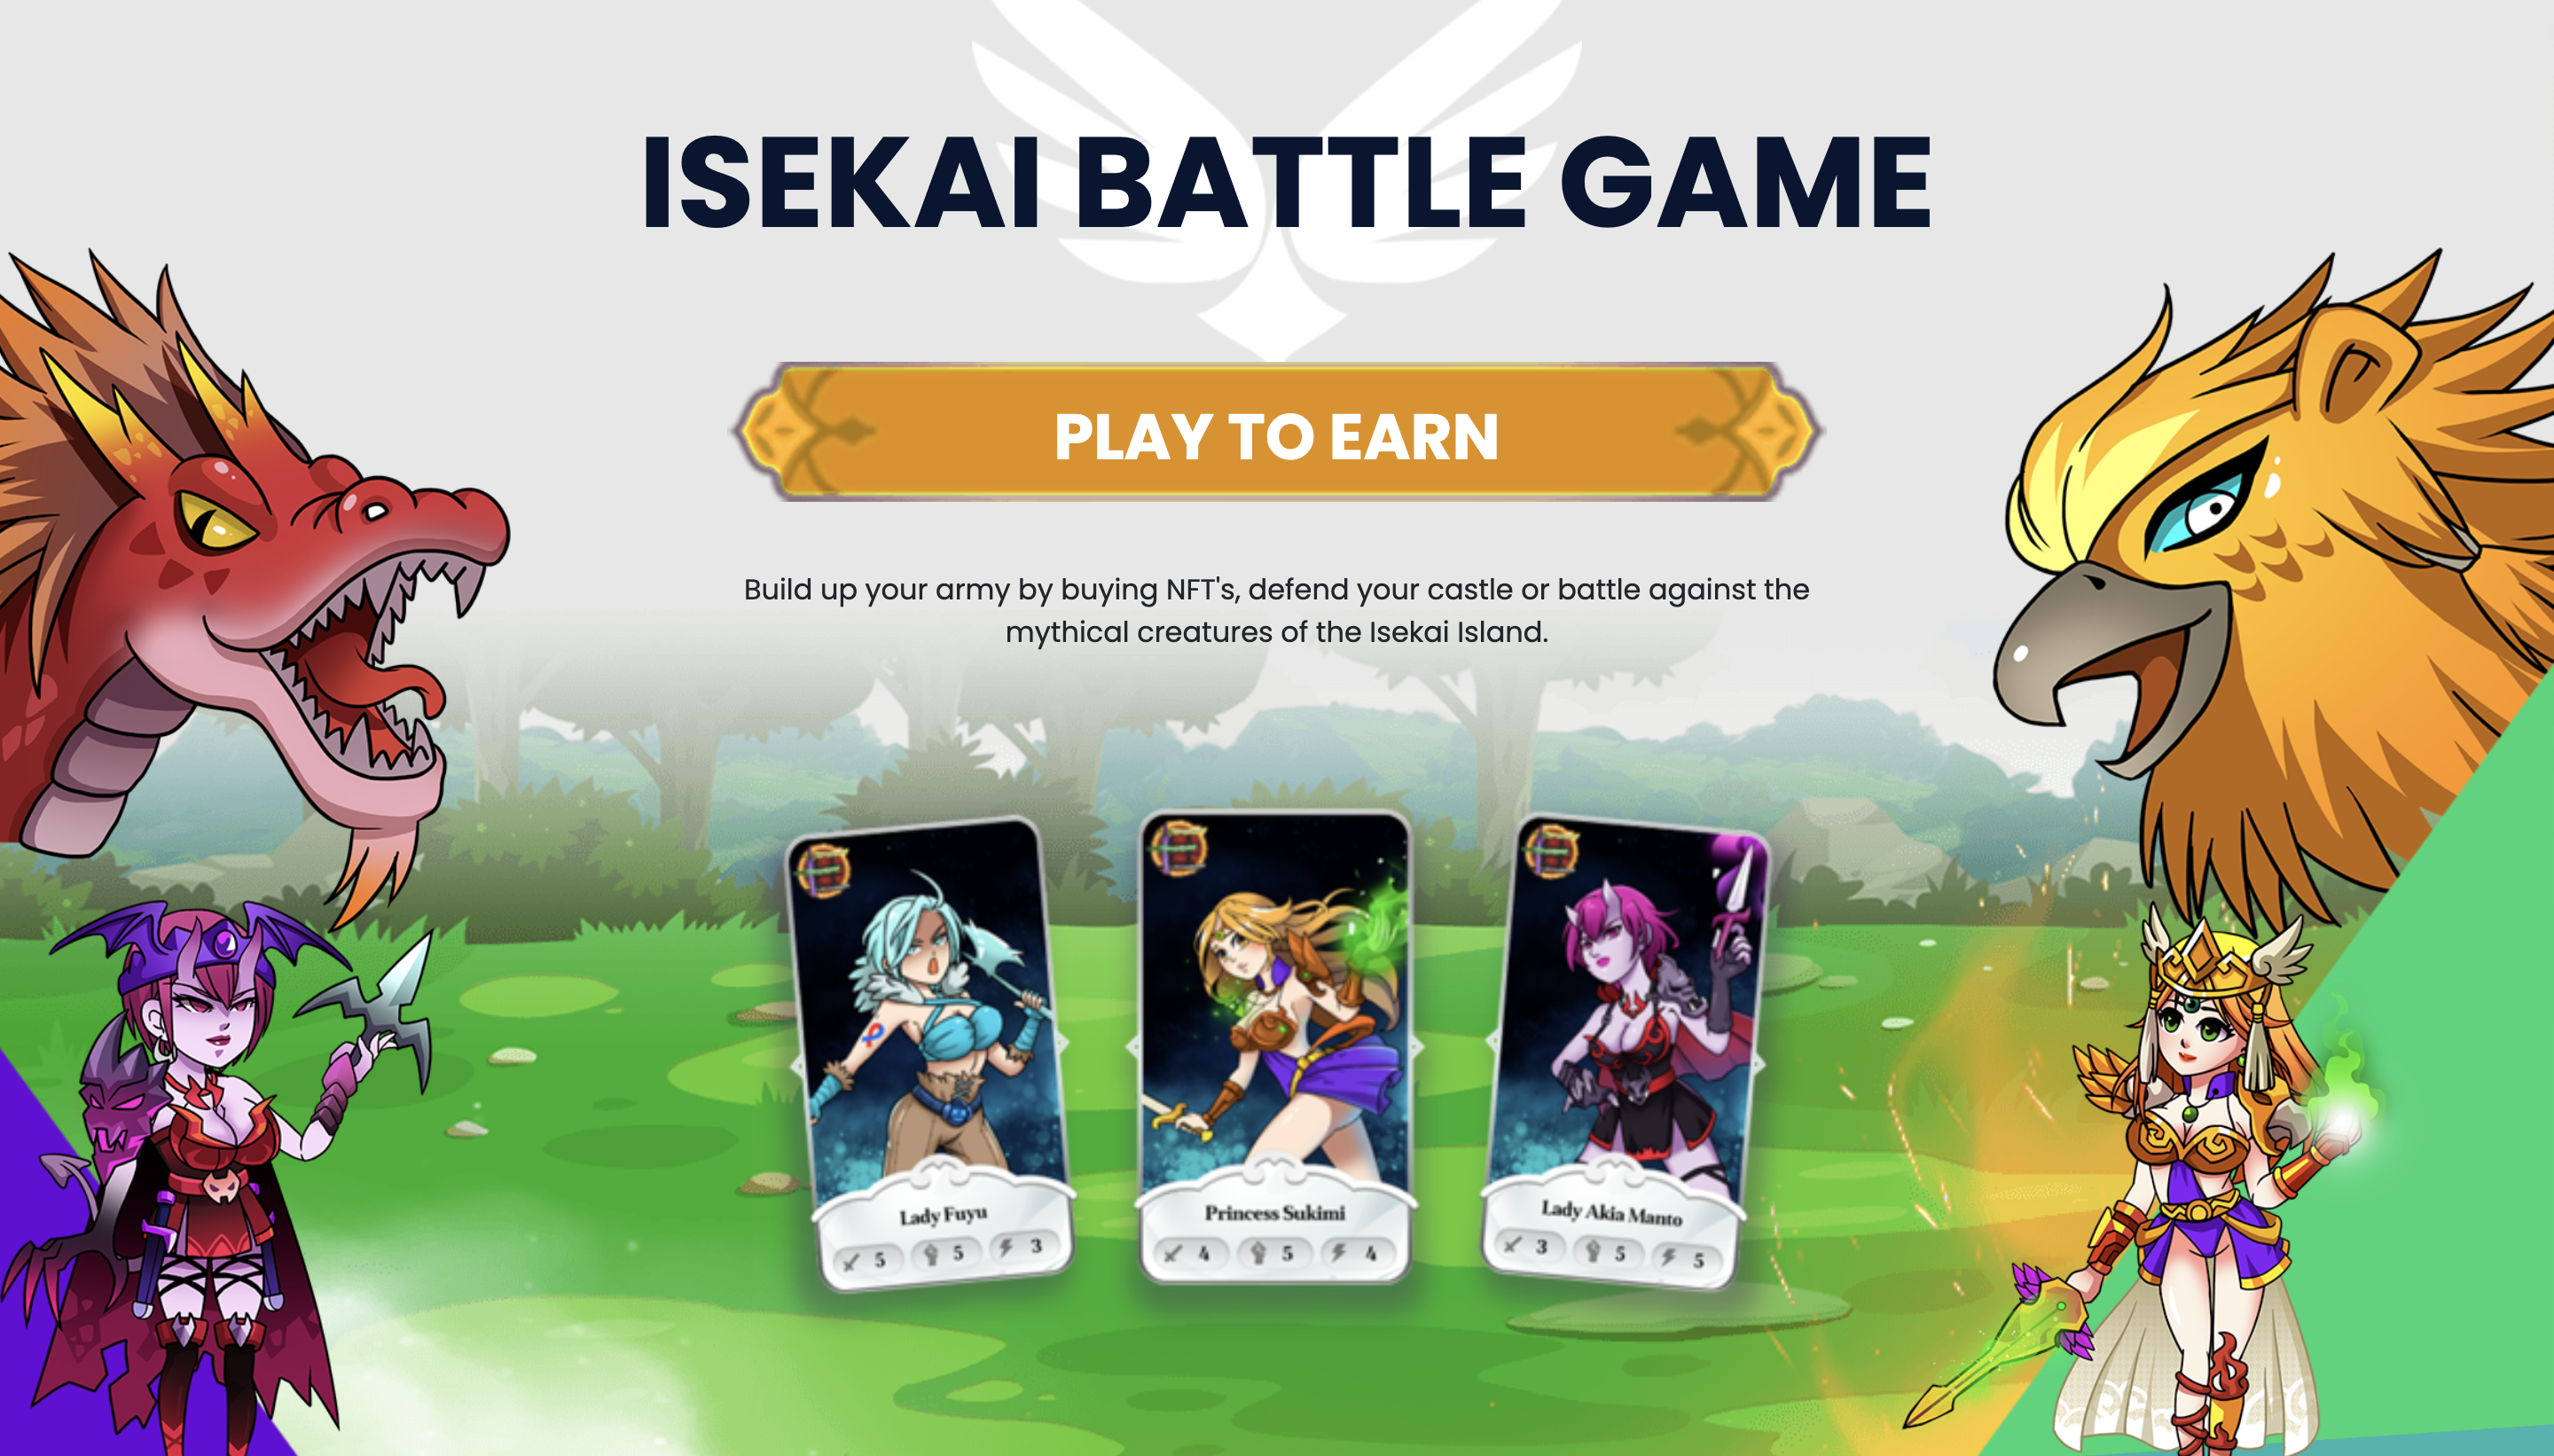 ISEKAI BATTLE GAME
PLAY TO EARN
Build up your army by buying NFT's, defend your castle or battle against the
mythical creatures of the Isekai Island.
Lady Fuyu
5 5 3
Princess Sukimi
4 5 4
Lady Akia Manto
3 5 5